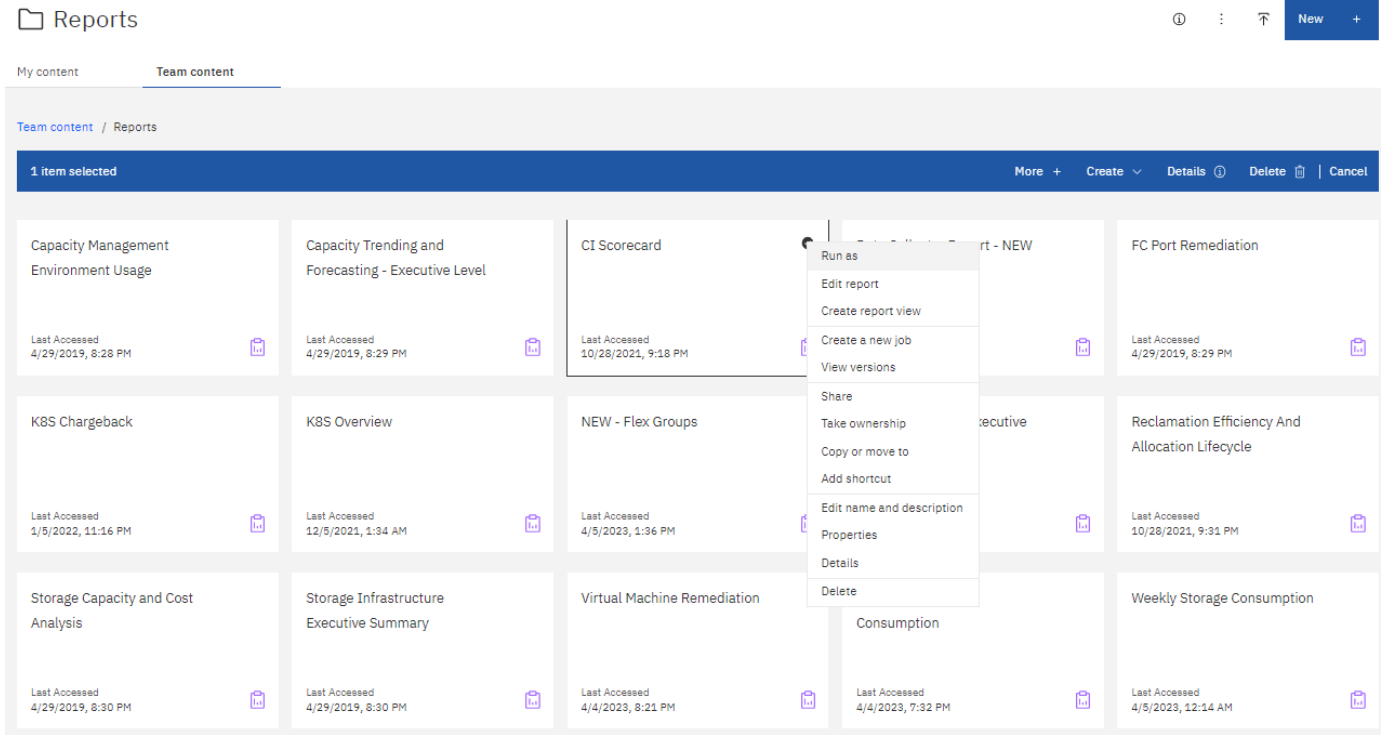 Reports
New +
My content
Team content
Team content / Reports
1 item selected
More +
Create
Details
Delete
Cancel
Capacity Management
Environment Usage
Last Accessed
4/29/2019, 8:28 PM
Capacity Trending and
Forecasting - Executive Level
Last Accessed
4/29/2019, 8:29 PM
CI Scorecard
Last Accessed
10/28/2021, 9:18 PM
Run as
Edit report
Create report view
Create a new job
View versions
Share
Take ownership
Copy or move to
Add shortcut
Edit name and description
Properties
Details
Delete
- NEW
FC Port Remediation
Last Accessed
4/29/2019, 8:29 PM
K8S Chargeback
Last Accessed
1/5/2022, 11:16 PM
K8S Overview
Last Accessed
12/5/2021, 1:34 AM
NEW - Flex Groups
Last Accessed
4/5/2023, 1:36 PM
Reclamation Efficiency And
Allocation Lifecycle
Last Accessed
10/28/2021, 9:31 PM
Storage Capacity and Cost
Analysis
Last Accessed
4/29/2019, 8:30 PM
Storage Infrastructure
Executive Summary
Last Accessed
4/29/2019, 8:30 PM
Virtual Machine Remediation
Last Accessed
4/4/2023, 8:21 PM
Consumption
Last Accessed
4/4/2023, 7:32 PM
Weekly Storage Consumption
Last Accessed
4/5/2023, 12:14 AM